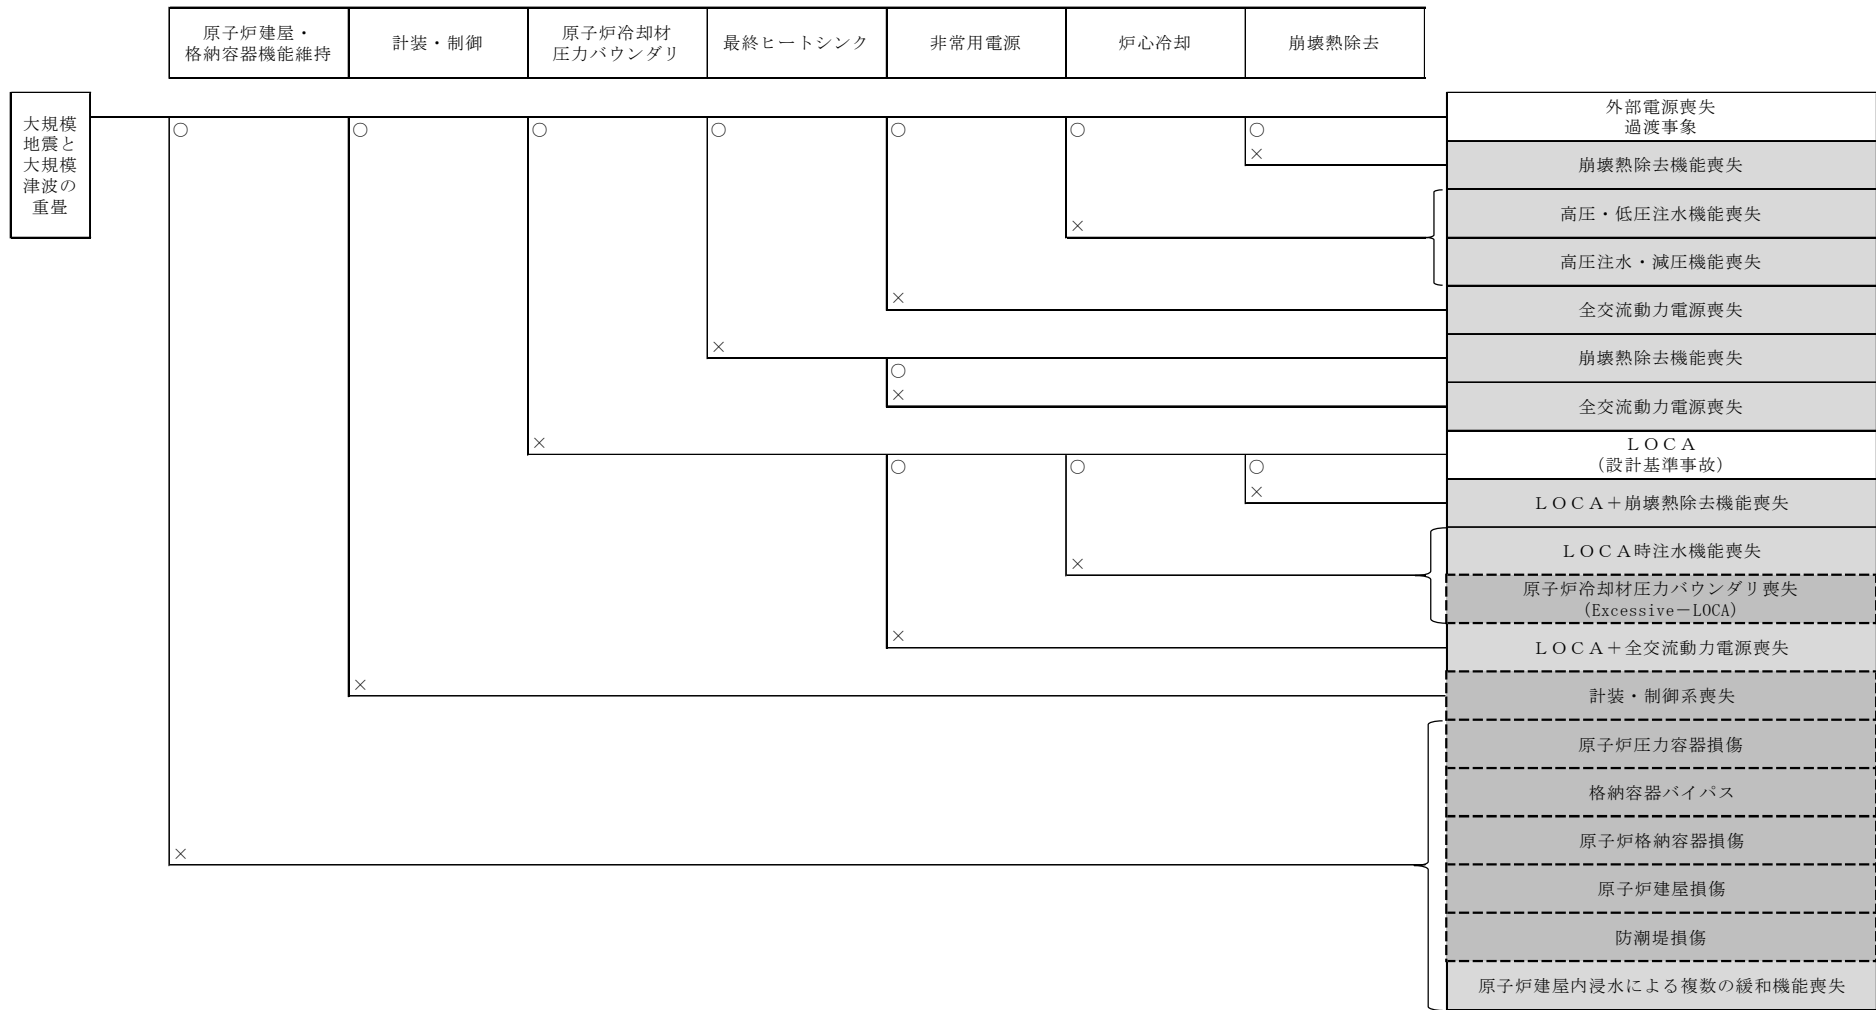 原子炉建屋・
格納容器機能維持
計装・制御
原子炉冷却材
圧力バウンダリ
最終ヒートシンク
非常用電源
炉心冷却
崩壊熱除去
大規模
地震と
大規模
津波の
重畳
○
○
○
○
○
○
○
×
×
×
×
○
×
×
○
○
○
×
×
×
×
×
外部電源喪失
過渡事象
崩壊熱除去機能喪失
高圧・低圧注水機能喪失
高圧注水・減圧機能喪失
全交流動力電源喪失
崩壊熱除去機能喪失
全交流動力電源喪失
ＬＯＣＡ
(設計基準事故)
ＬＯＣＡ＋崩壊熱除去機能喪失
ＬＯＣＡ時注水機能喪失
原子炉冷却材圧力バウンダリ喪失
(Excessive－LOCA)
ＬＯＣＡ＋全交流動力電源喪失
計装・制御系喪失
原子炉圧力容器損傷
格納容器バイパス
原子炉格納容器損傷
原子炉建屋損傷
防潮堤損傷
原子炉建屋内浸水による複数の緩和機能喪失